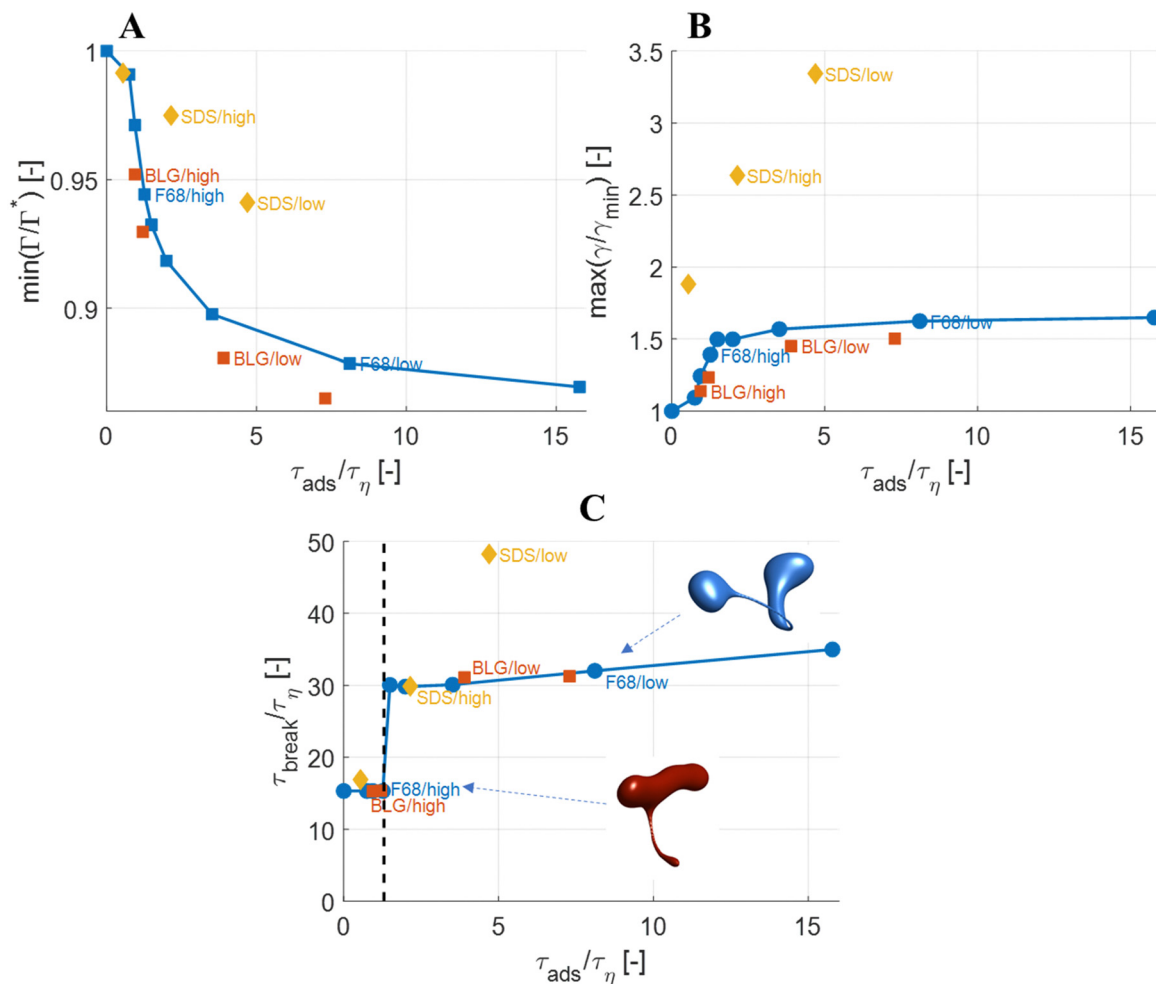 A
1
0.95
0.9
min(Γ/Γ*) [-]
SDS/high
BLG/high
F68/high
SDS/low
BLG/low
F68/low
0
5
10
15
τads/τη [-]
B
3.5
3
2.5
2
1.5
1
max(γ/γmin) [-]
SDS/low
SDS/high
F68/low
BLG/low
F68/high
BLG/high
0
5
10
15
τads/τη [-]
C
50
40
30
20
10
0
τbreak/τη [-]
SDS/low
BLG/low
F68/low
SDS/high
F68/high
BLG/high
0
5
10
15
τads/τη [-]